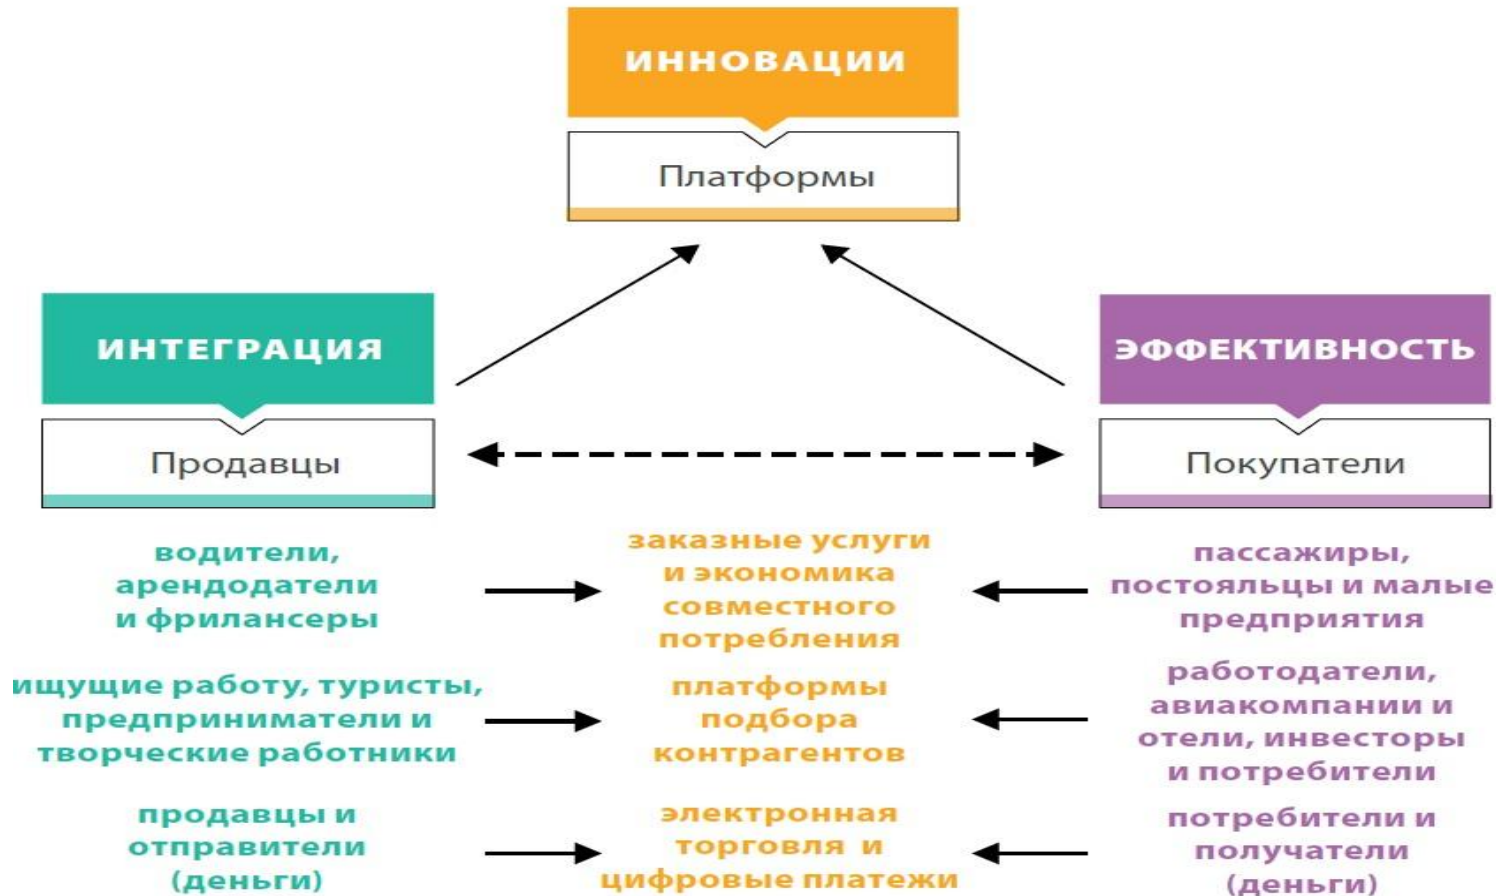 ИННОВАЦИИ
Платформы
ИНТЕГРАЦИЯ
Продавцы
ЭФФЕКТИВНОСТЬ
Покупатели
водители,
арендодатели
и фрилансеры
заказные услуги
и экономика
совместного
потребления
пассажиры,
постояльцы и малые
предприятия
ищущие работу, туристы,
предприниматели и
творческие работники
платформы
подбора
контрагентов
работодатели,
авиакомпании и
отели, инвесторы
и потребители
продавцы и
отправители
(деньги)
электронная
торговля и
цифровые платежи
потребители и
получатели
(деньги)